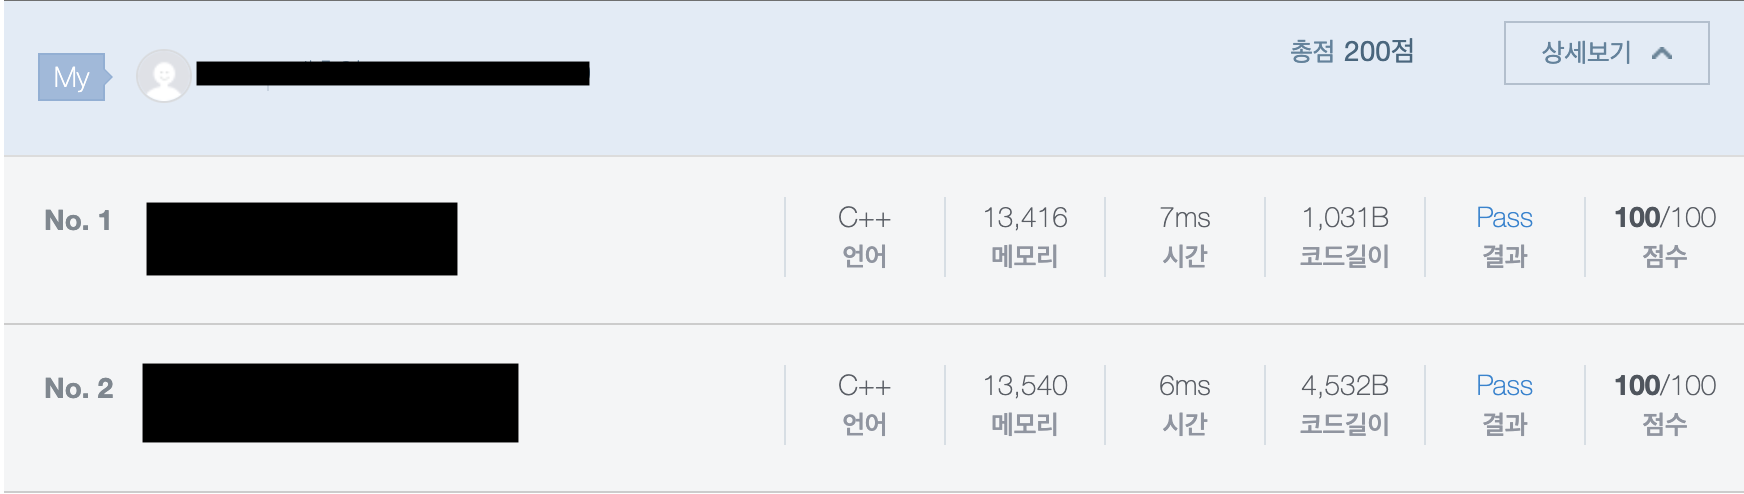 My
총점 200점
상세보기
No. 1
C++ 13,416 7ms 1,031B Pass 100/100
언어 메모리 시간 코드길이 결과 점수
No. 2
C++ 13,540 6ms 4,532B Pass 100/100
언어 메모리 시간 코드길이 결과 점수